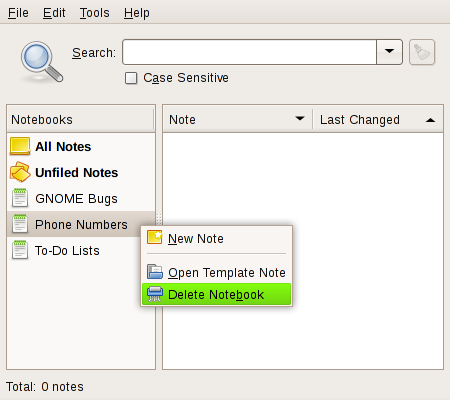 File Edit Tools Help
Search:
Case Sensitive
Notebooks Note Last Changed
All Notes
Unfiled Notes
GNOME Bugs
Phone Numbers
To-Do Lists
New Note
Open Template Note
Delete Notebook
Total: 0 notes